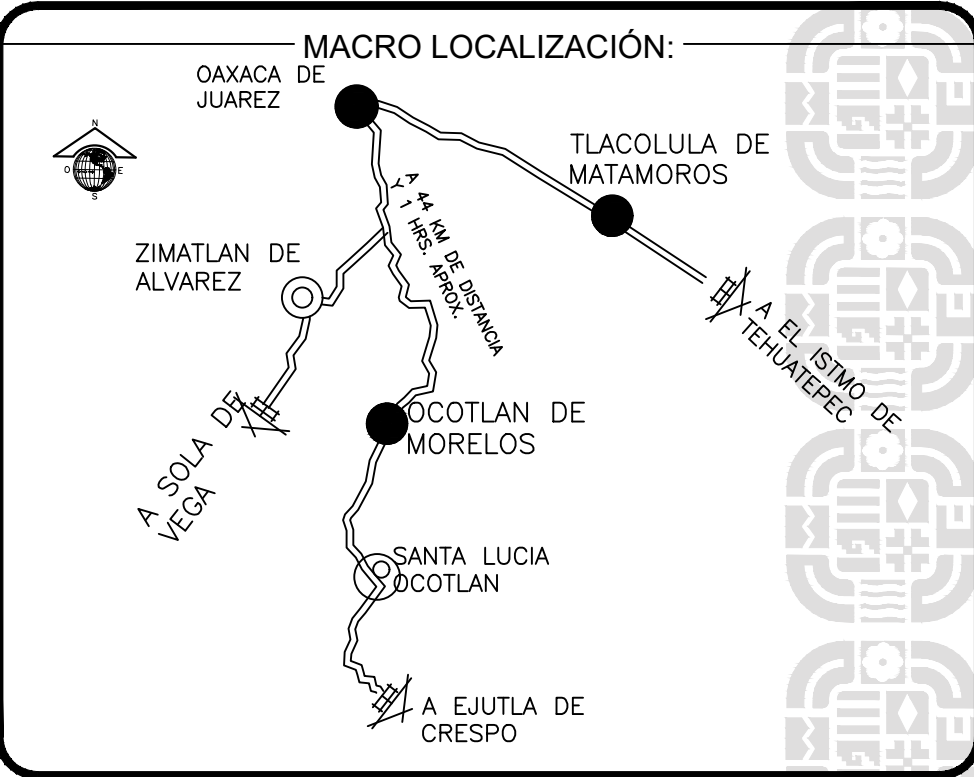 MACRO LOCALIZACIÓN:
OAXACA DE
JUAREZ
N
O
E
S
TLACOLULA DE
MATAMOROS
A 44 KM DE DISTANCIA
Y 1 HRS. APROX.
ZIMATLAN DE
ALVAREZ
A EL ISTMO DE
TEHUATEPEC
A SOLA DE
VEGA
OCOTLAN DE
MORELOS
SANTA LUCIA
OCOTLAN
A EJUTLA DE
CRESPO